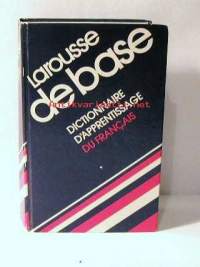 Larousse
de base
DICTIONNAIRE
D'APPRENTISSAGE
DU FRANÇAIS